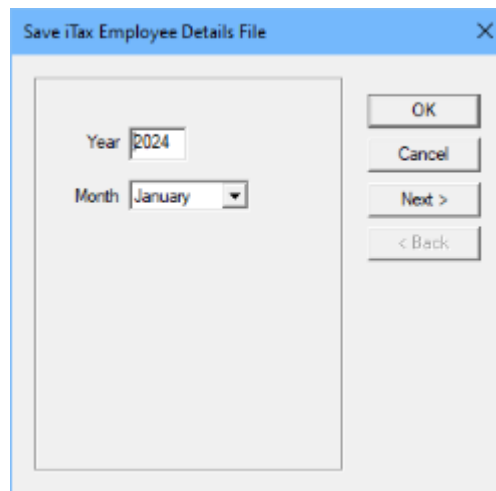 Save iTax Employee Details File
OK
Year 2024
Cancel
Month January
Next >
< Back